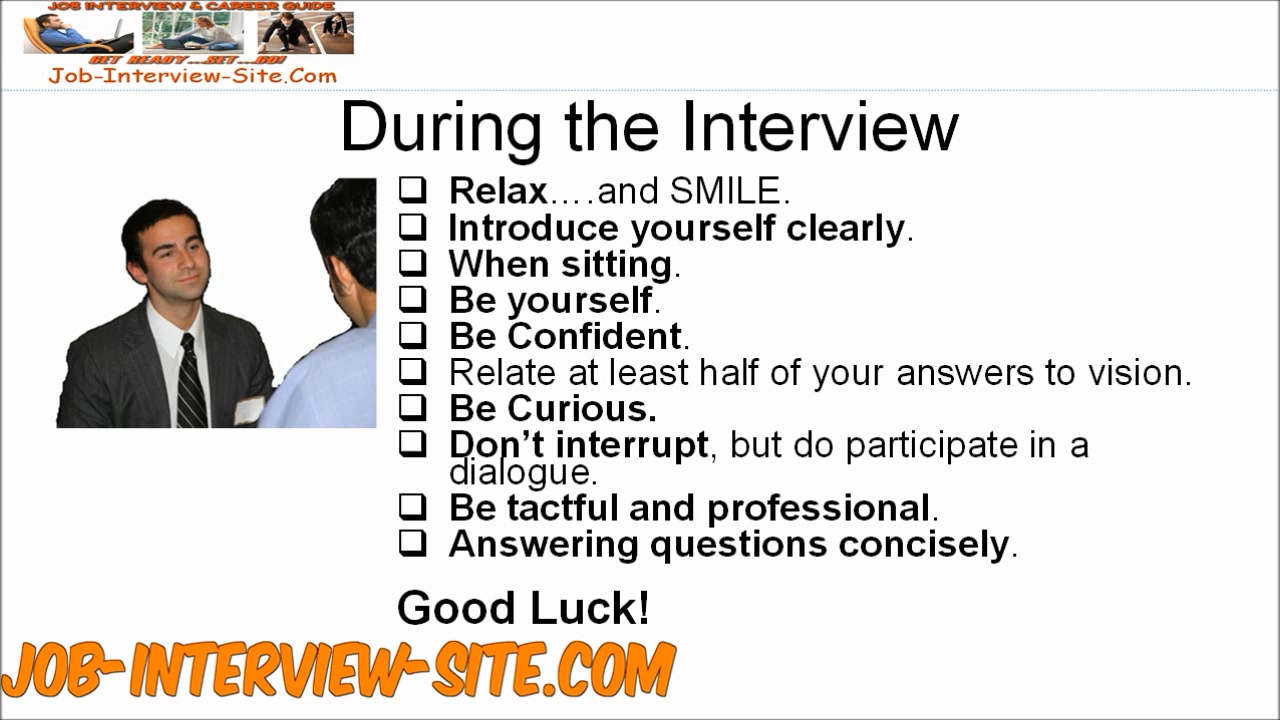 JOB INTERVIEW & CAREER GUIDE
GET READY...SET...GO!
Job-Interview-Site.Com
During the Interview
❑ Relax….and SMILE.
❑ Introduce yourself clearly.
❑ When sitting.
❑ Be yourself.
❑ Be Confident.
❑ Relate at least half of your answers to vision.
❑ Be Curious.
❑ Don’t interrupt, but do participate in a
dialogue.
❑ Be tactful and professional.
❑ Answering questions concisely.
Good Luck!
JOB-INTERVIEW-SITE.COM